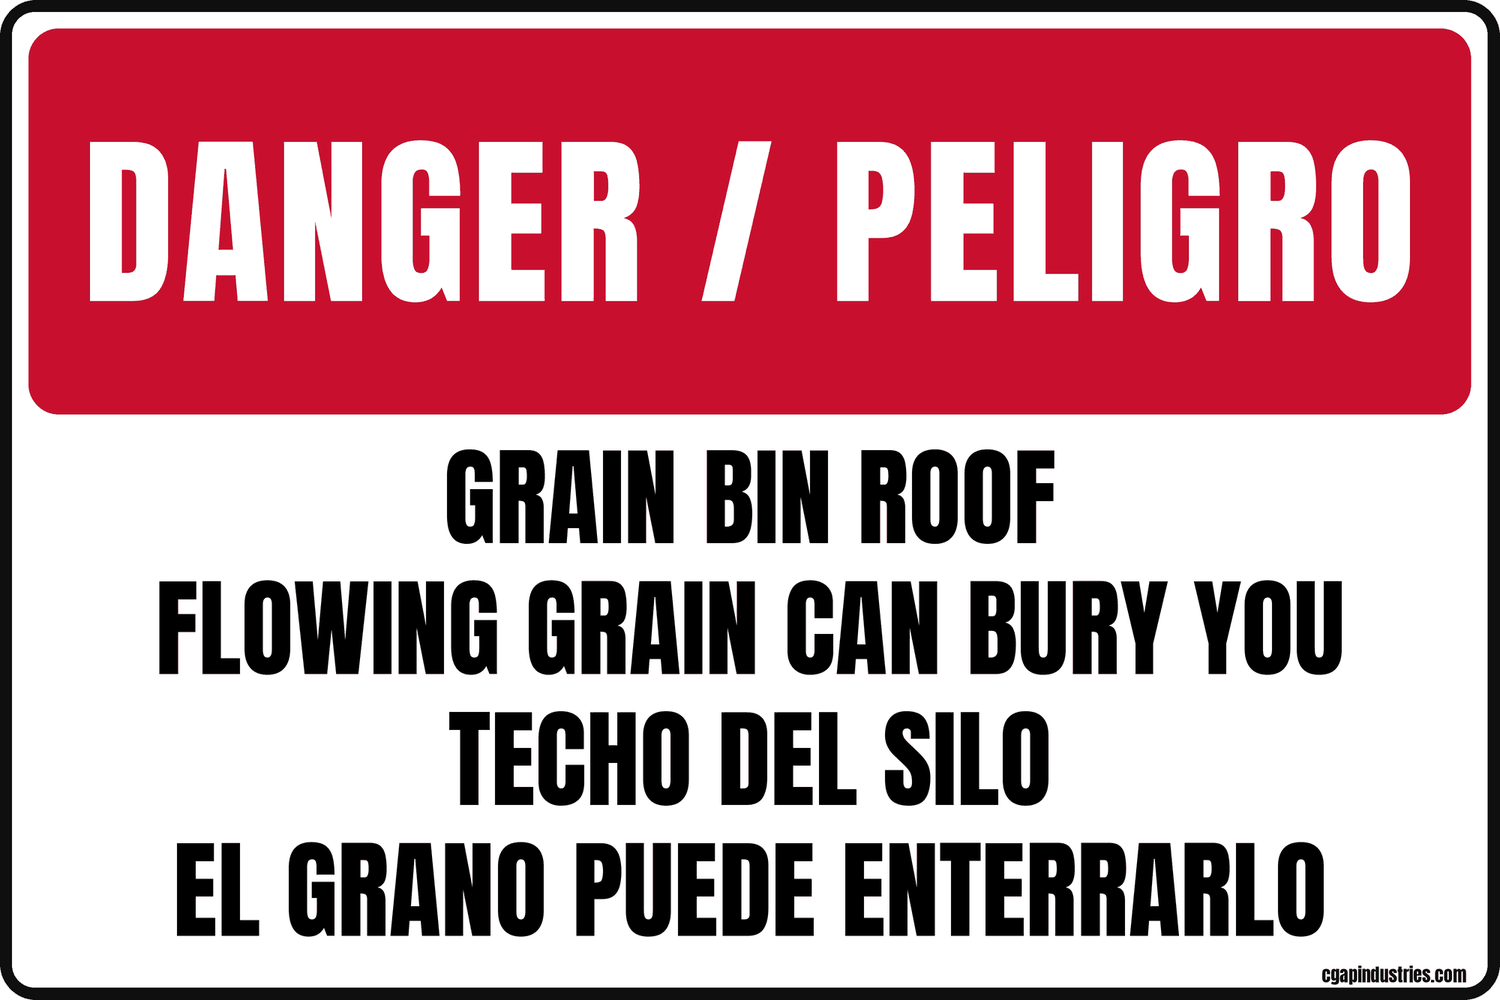 DANGER / PELIGRO
GRAIN BIN ROOF
FLOWING GRAIN CAN BURY YOU
TECHO DEL SILO
EL GRANO PUEDE ENTERRARLO
cgapindustries.com